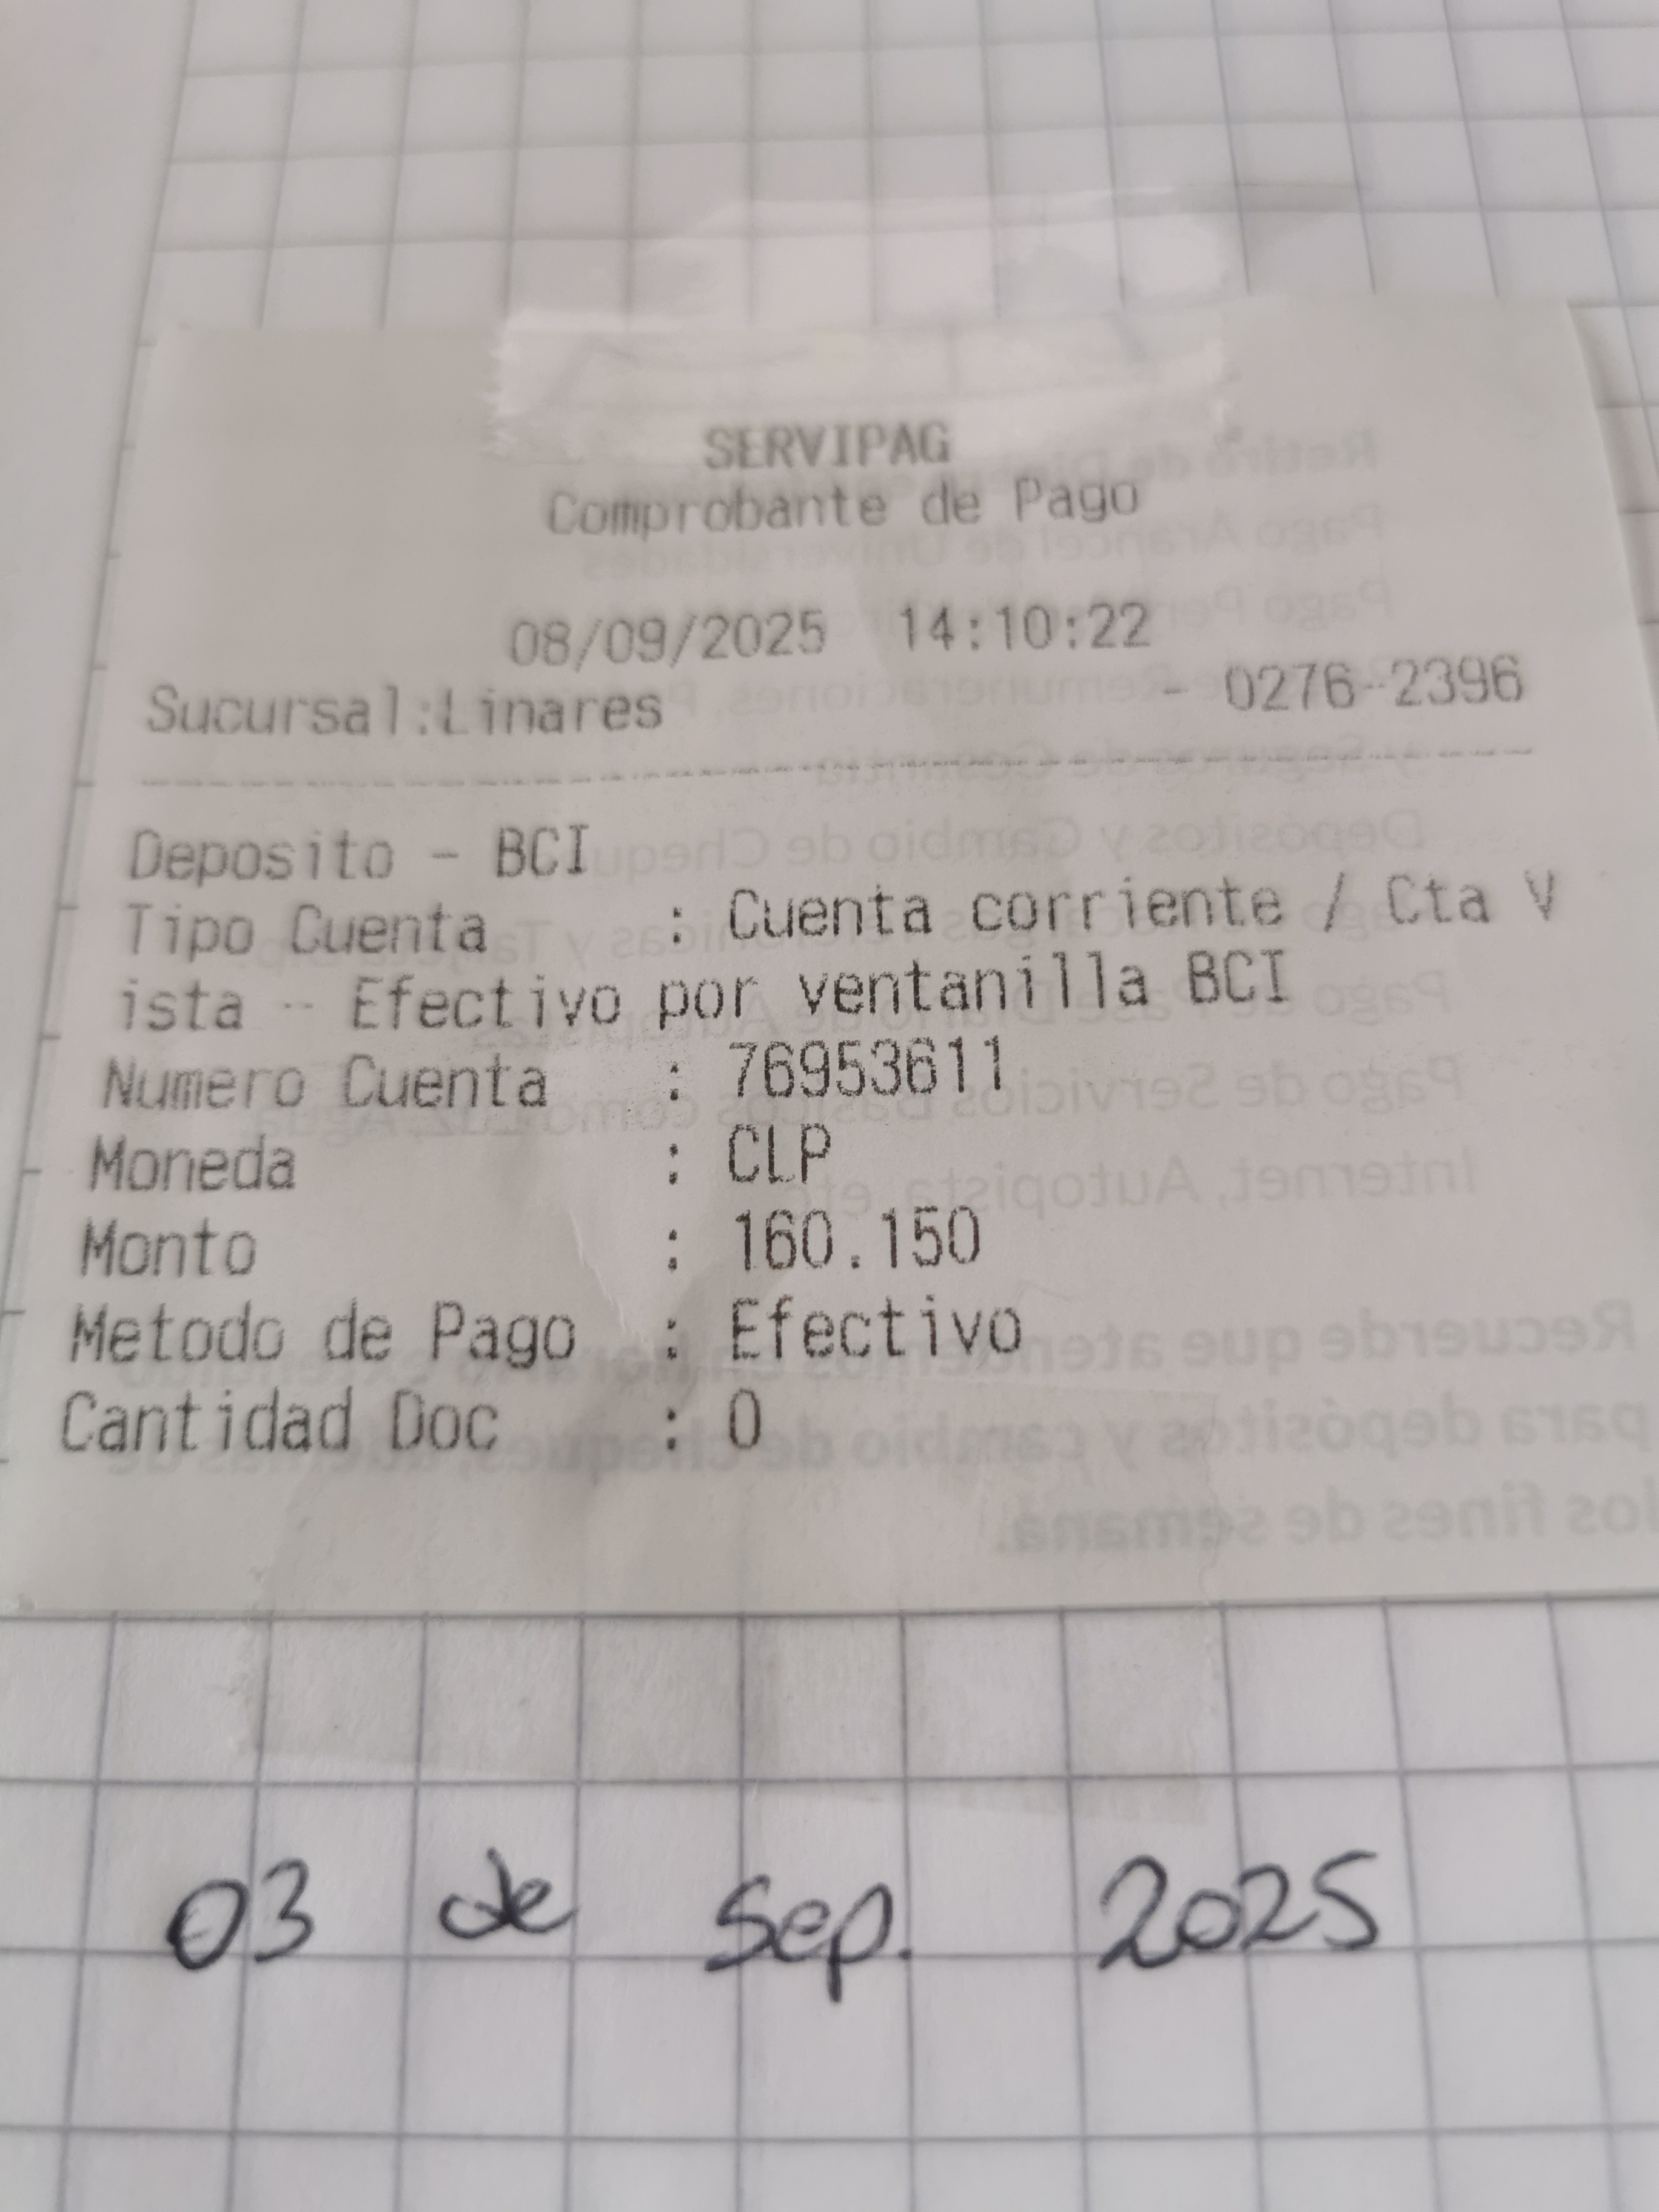 SERVIPAG
Comprobante de Pago
08/09/2025 14:10:22
Sucursal:Linares - 0276-2396
Deposito - BCI
Tipo Cuenta : Cuenta corriente / Cta V
ista - Efectivo por ventanilla BCI
Numero Cuenta : 76953611
Moneda : CLP
Monto : 160.150
Metodo de Pago : Efectivo
Cantidad Doc : 0
03 de Sep. 2025